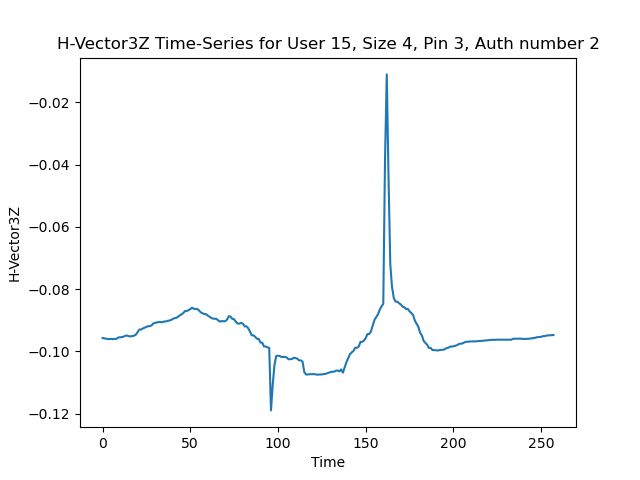 H-Vector3Z Time-Series for User 15, Size 4, Pin 3, Auth number 2
H-Vector3Z
−0.02
−0.04
−0.06
−0.08
−0.10
−0.12
0 50 100 150 200 250
Time